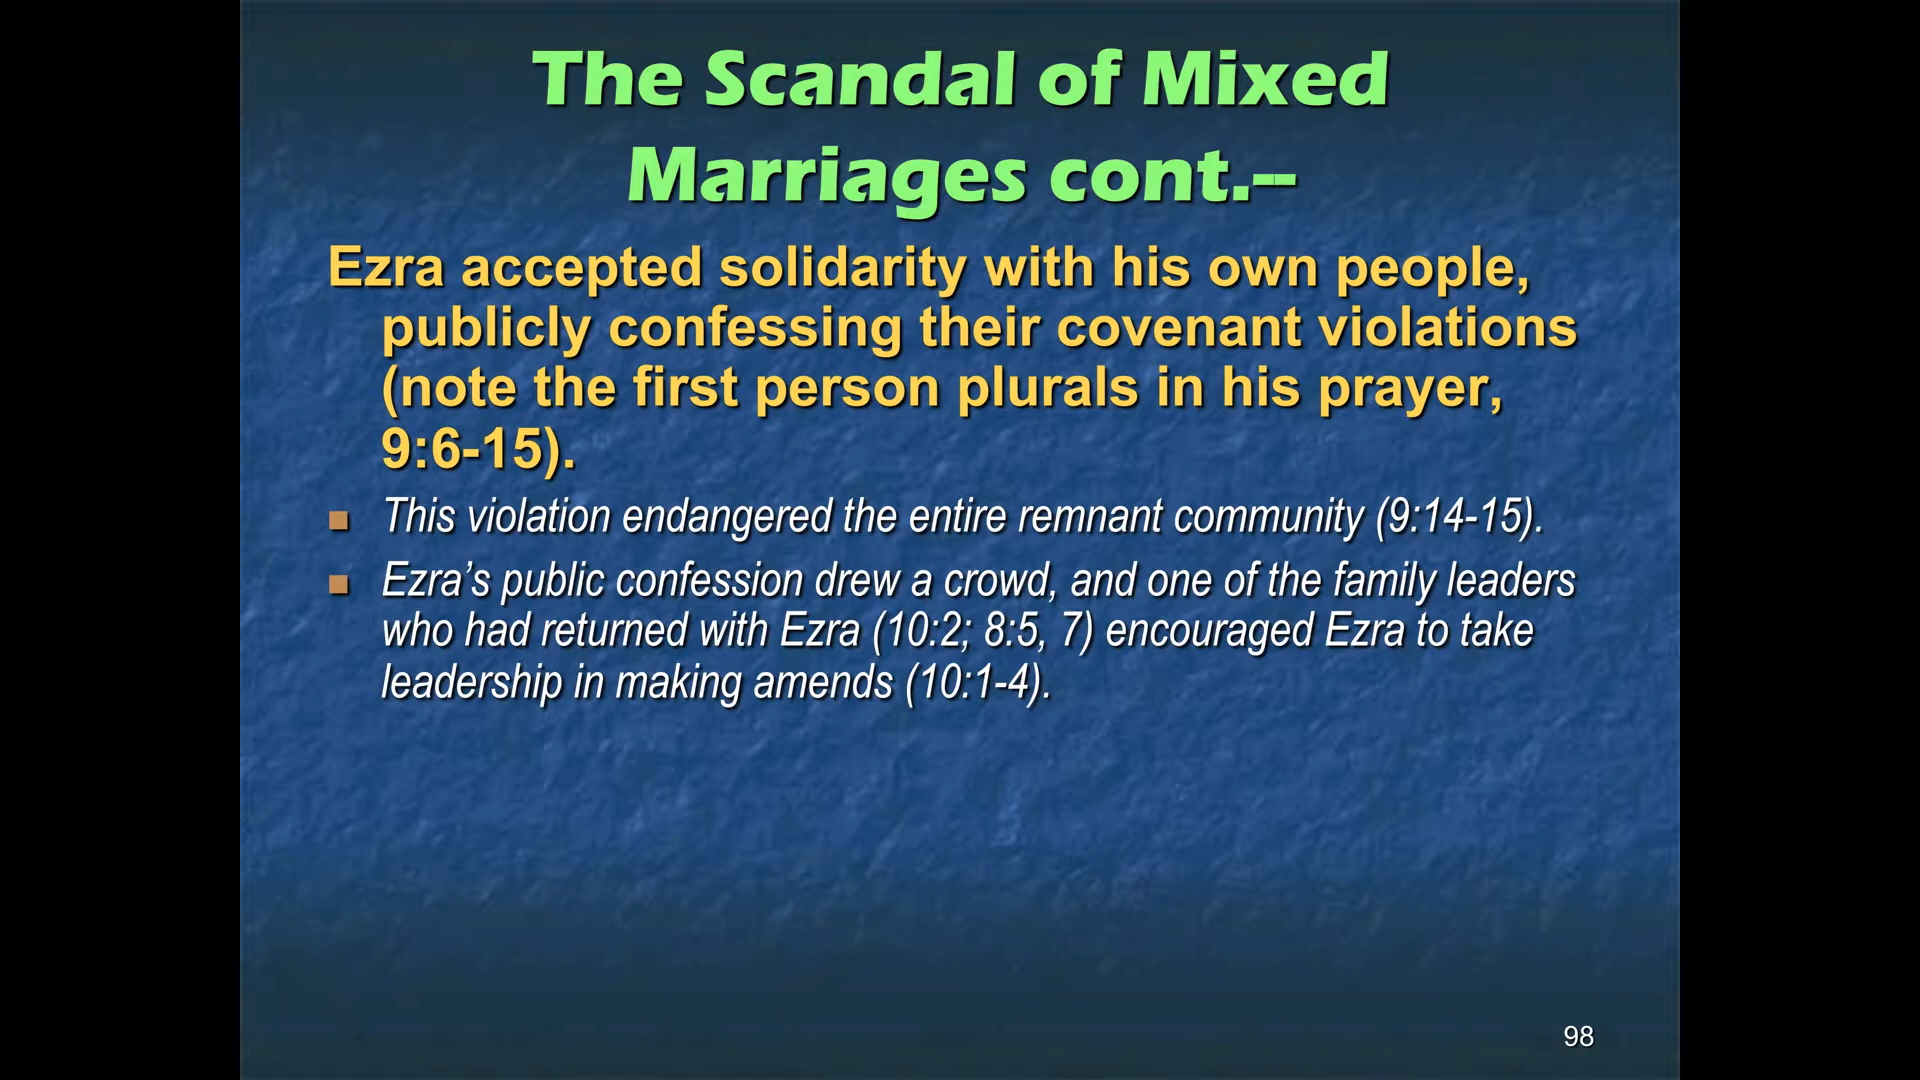 The Scandal of Mixed
Marriages cont.--
Ezra accepted solidarity with his own people,
publicly confessing their covenant violations
(note the first person plurals in his prayer,
9:6-15).
This violation endangered the entire remnant community (9:14-15).
Ezra’s public confession drew a crowd, and one of the family leaders
who had returned with Ezra (10:2; 8:5, 7) encouraged Ezra to take
leadership in making amends (10:1-4).
98